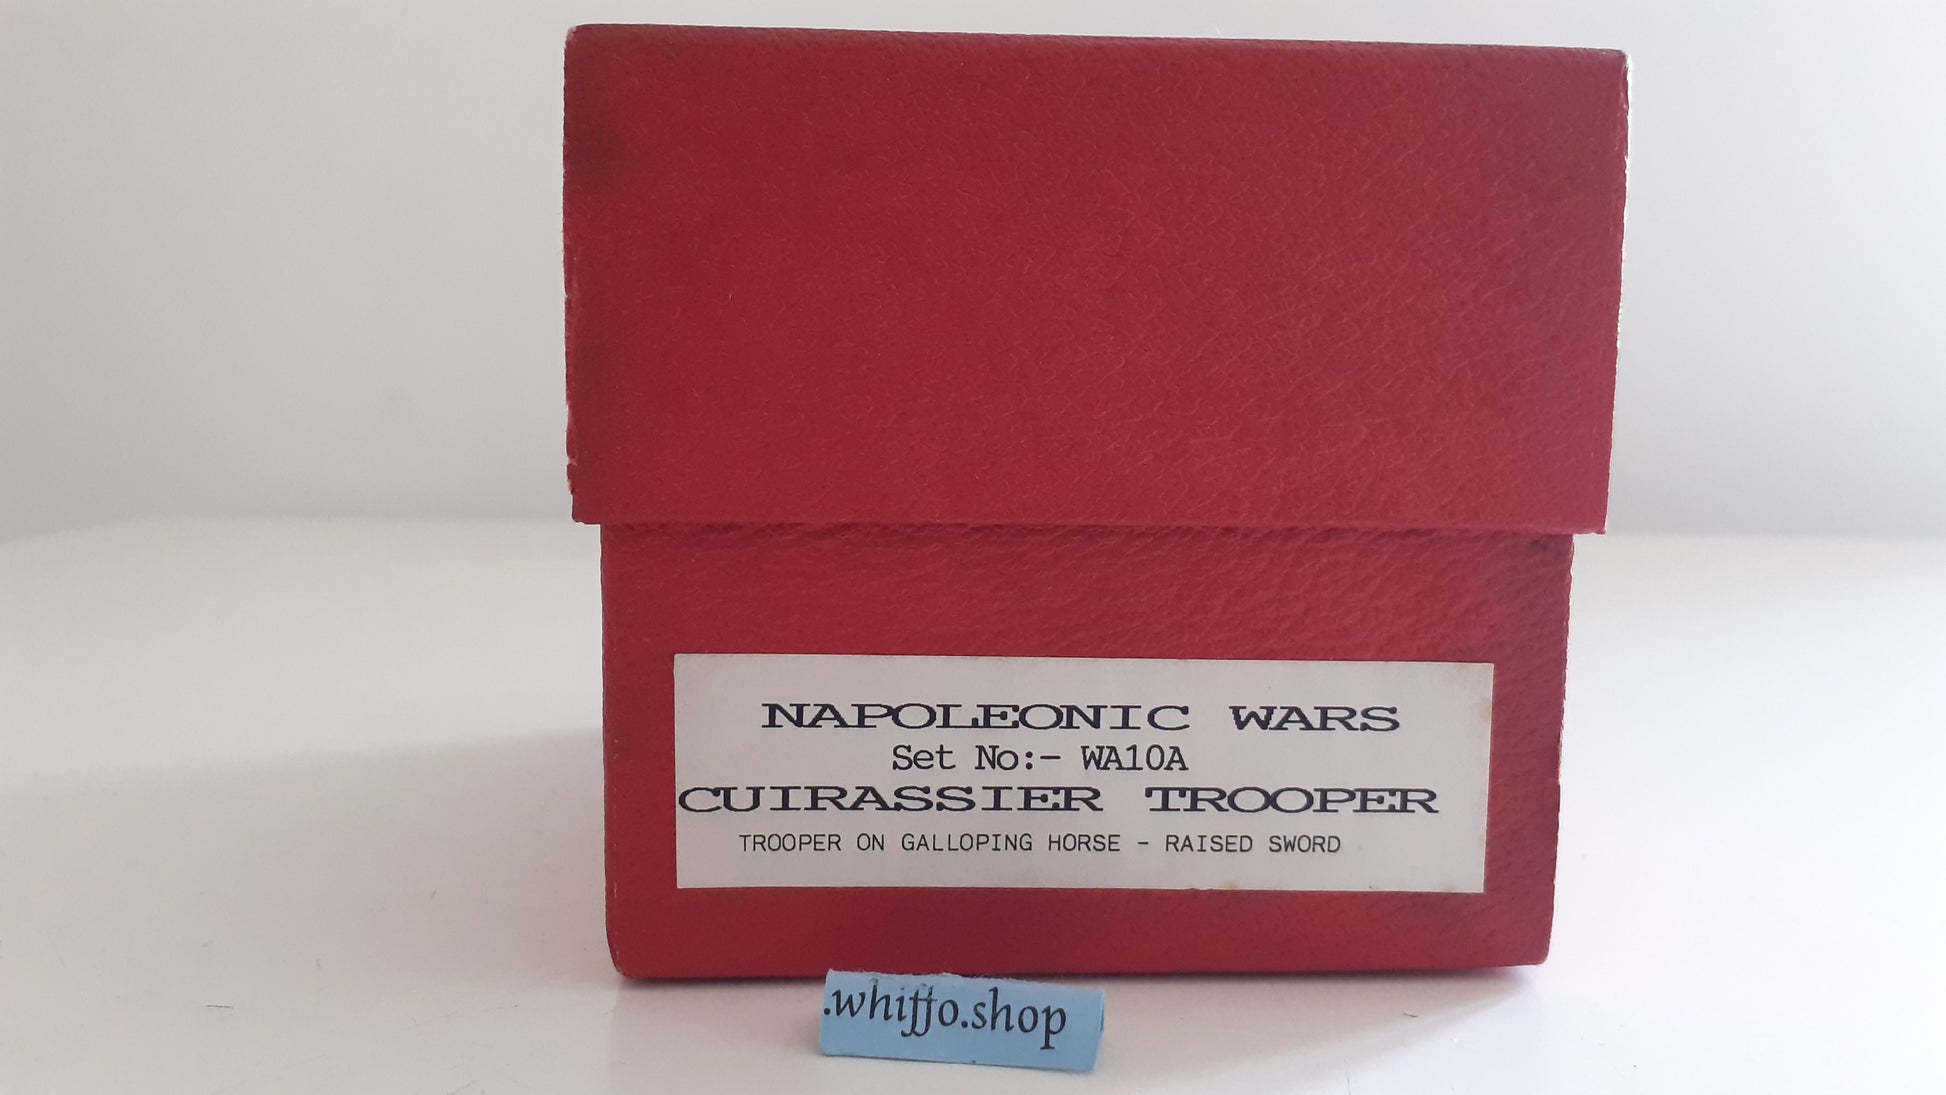 NAPOLEONIC WARS
Set No:- WA10A
CUIRASSIER TROOPER
TROOPER ON GALLOPING HORSE - RAISED SWORD
.whiffo.shop